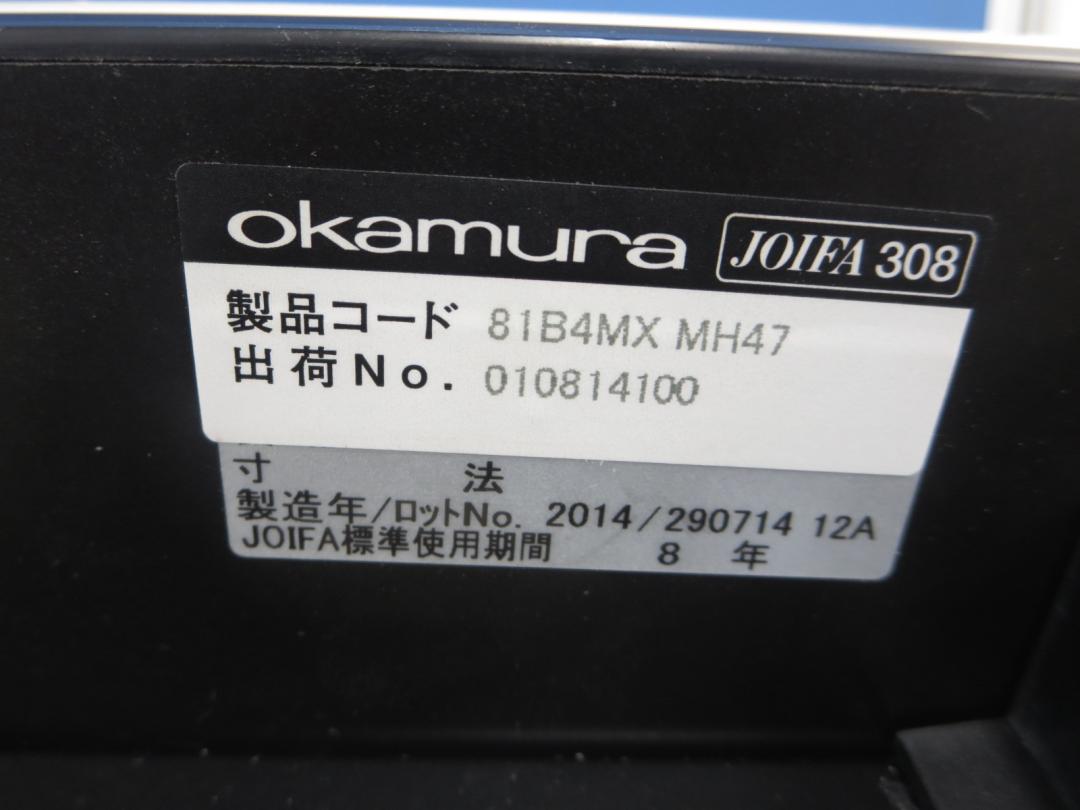 okamura JOIFA 308
製品コード 81B4MX MH47
出荷No. 010814100
寸 法
製造年/ロットNo. 2014/290714 12A
JOIFA標準使用期間 8 年